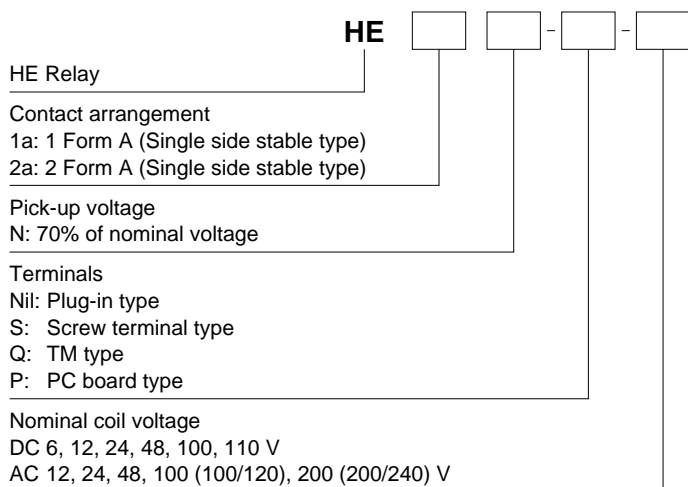 HE - -
HE Relay
Contact arrangement
1a: 1 Form A (Single side stable type)
2a: 2 Form A (Single side stable type)
Pick-up voltage
N: 70% of nominal voltage
Terminals
Nil: Plug-in type
S: Screw terminal type
Q: TM type
P: PC board type
Nominal coil voltage
DC 6, 12, 24, 48, 100, 110 V
AC 12, 24, 48, 100 (100/120), 200 (200/240) V